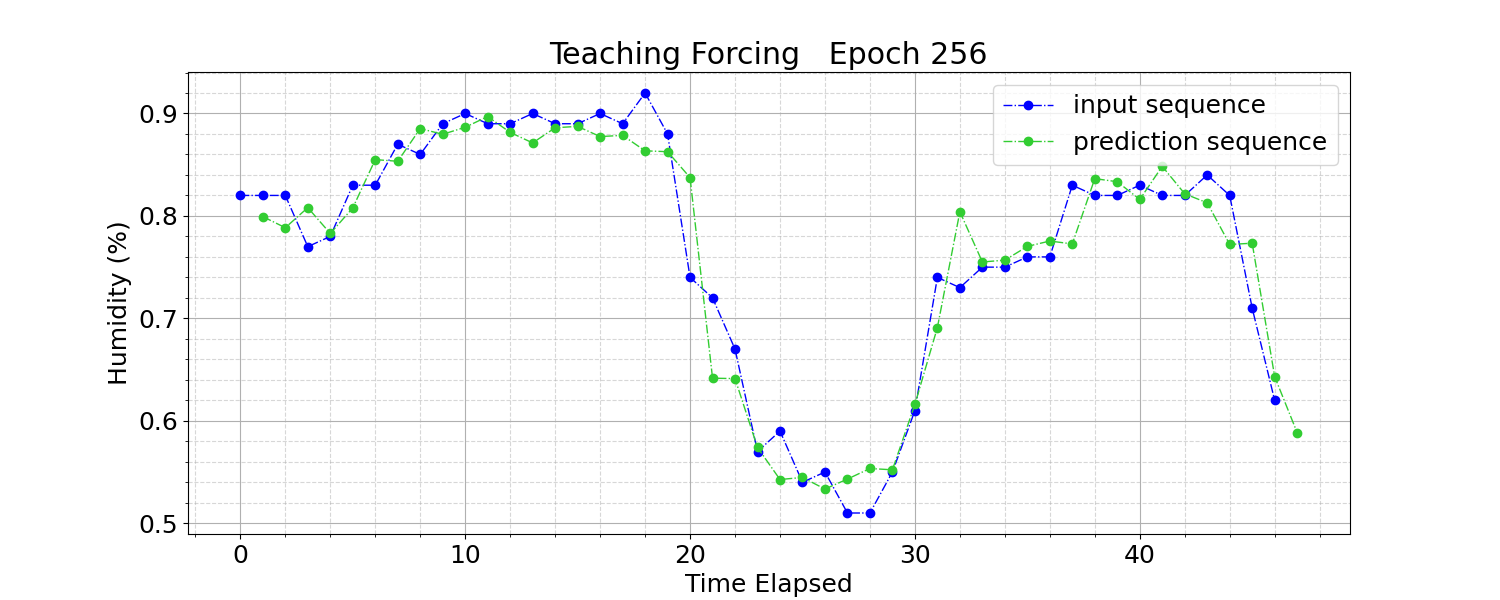 Teaching Forcing   Epoch 256
input sequence
prediction sequence
Humidity (%)
0.9
0.8
0.7
0.6
0.5
0 10 20 30 40
Time Elapsed